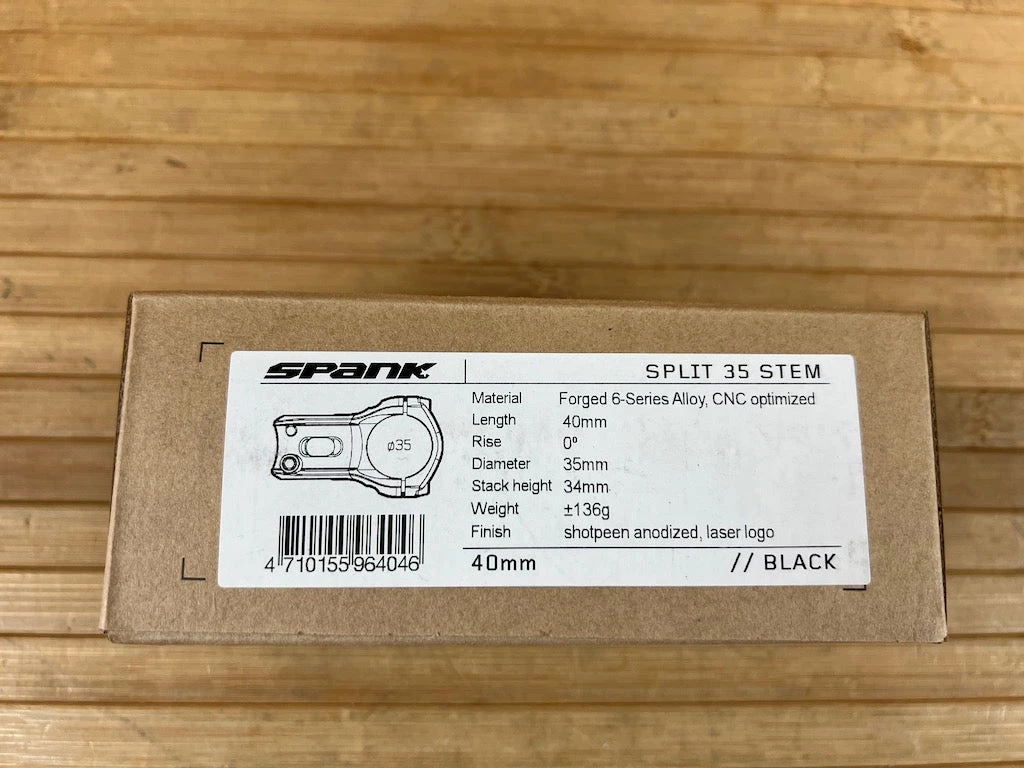 SPANK
SPLIT 35 STEM
Material Forged 6-Series Alloy, CNC optimized
Length 40mm
Rise 0º
Diameter 35mm
Stack height 34mm
Weight ±136g
Finish shotpeen anodized, laser logo
ø35
4 710155 964046
40mm // BLACK